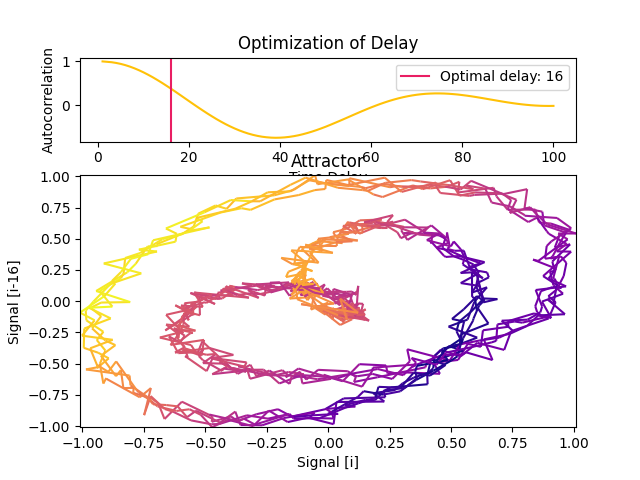 Optimization of Delay
Autocorrelation
1
0
Optimal delay: 16
0 20 40 60 80 100
Time Delay
Attractor
Signal [i-16]
1.00
0.75
0.50
0.25
0.00
−0.25
−0.50
−0.75
−1.00
−1.00 −0.75 −0.50 −0.25 0.00 0.25 0.50 0.75 1.00
Signal [i]